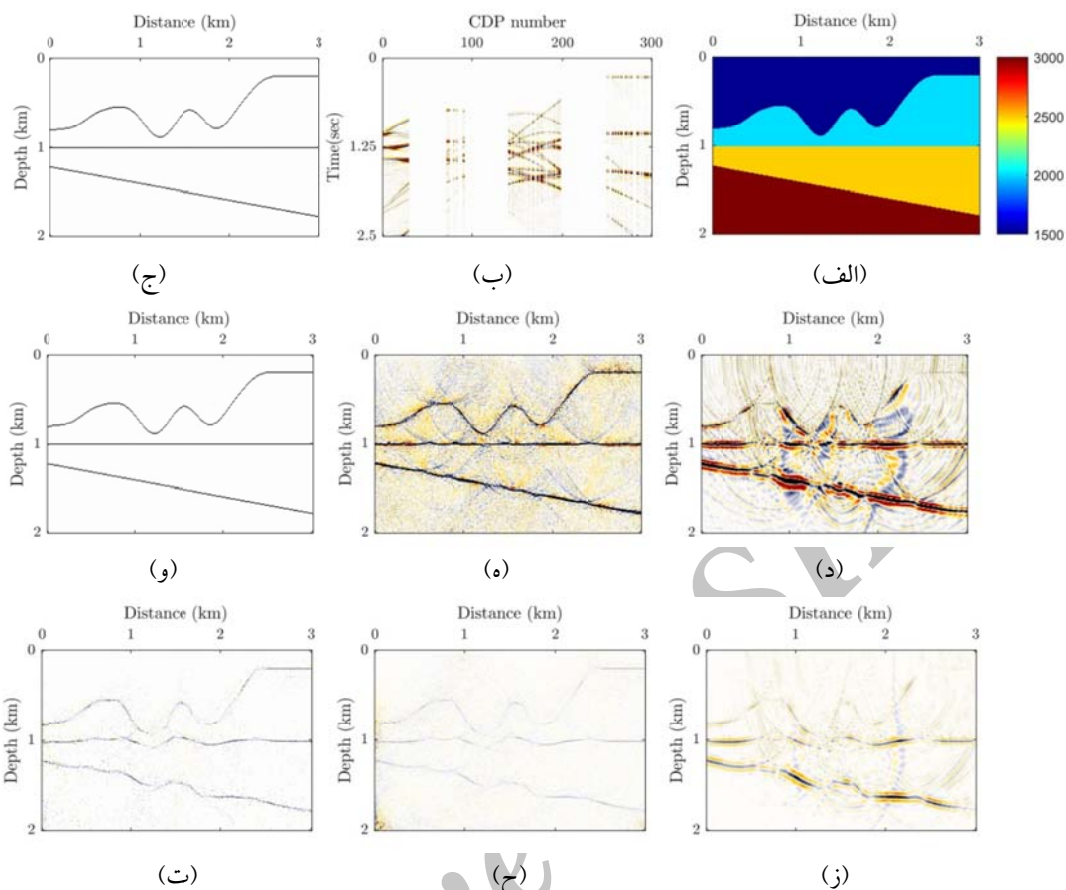 Distance (km)
0 1 2 3
Depth (km)
0
1
2
3000
2500
2000
1500
(الف)
CDP number
0 100 200 300
Time(sec)
0
1.25
2.5
(ب)
Distance (km)
0 1 2 3
Depth (km)
0
1
2
(ج)
Distance (km)
0 1 2 3
Depth (km)
0
1
2
(د)
Distance (km)
0 1 2 3
Depth (km)
0
1
2
(ه)
Distance (km)
0 1 2 3
Depth (km)
0
1
2
(و)
Distance (km)
0 1 2 3
Depth (km)
0
1
2
(ز)
Distance (km)
0 1 2 3
Depth (km)
0
1
2
(ح)
Distance (km)
0 1 2 3
Depth (km)
0
1
2
(ت)